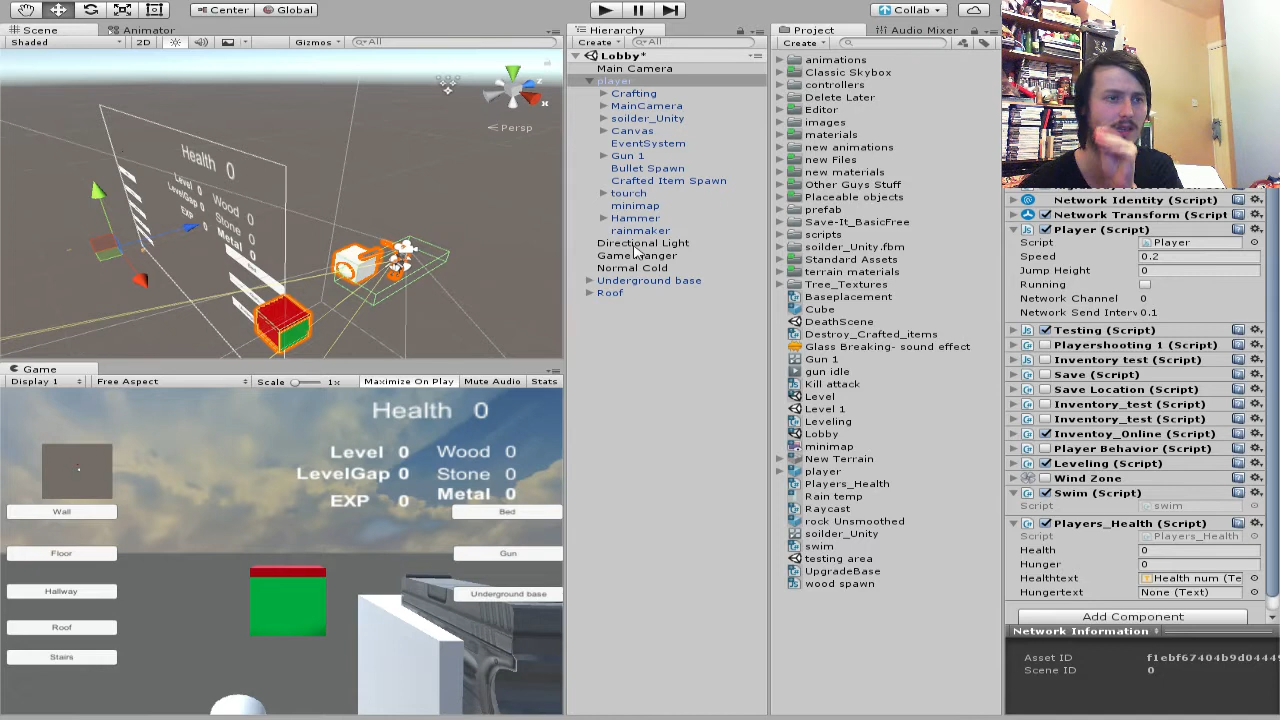 Center Global
Collab
Scene Animator
Shaded 2D Gizmos All
Persp
Health 0
Level 0
LevelGap 0
EXP 0
Wood 0
Stone 0
Metal 0
Game
Display 1 Free Aspect Scale 1x Maximize On Play Mute Audio Stats
Health 0
Level 0 Wood 0
LevelGap 0 Stone 0
EXP 0 Metal 0
Wall Bed
Floor Gun
Hallway Underground base
Roof
Stairs
Hierarchy
Create All
Lobby*
Main Camera
player
Crafting
MainCamera
soilder_Unity
Canvas
EventSystem
Gun 1
Bullet Spawn
Crafted Item Spawn
tourch
minimap
Hammer
rainmaker
Directional Light
Normal Cold
Underground base
Roof
Project Audio Mixer
Create
animations
Classic Skybox
controllers
Delete Later
Editor
images
materials
new animations
new Files
new materials
Other Guys Stuff
Placeable objects
prefab
Save-It_BasicFree
scripts
soilder_Unity.fbm
Standard Assets
terrain materials
Tree_Textures
Baseplacement
Cube
DeathScene
Destroy_Crafted_items
Glass Breaking- sound effect
Gun 1
gun idle
Kill attack
Level
Level 1
Leveling
Lobby
minimap
New Terrain
player
Players_Health
Rain temp
Raycast
rock Unsmoothed
soilder_Unity
swim
testing area
UpgradeBase
wood spawn
Network Identity (Script)
Network Transform (Script
Player (Script)
Script Player
Speed 0.2
Jump Height 0
Running
Network Channel 0
Network Send Interv 0.1
Testing (Script)
Playershooting 1 (Script)
Inventory test (Script)
Save (Script)
Save Location (Script)
Inventory_test (Script)
Inventory_test (Script)
Inventoy_Online (Script)
Player Behavior (Script)
Leveling (Script)
Wind Zone
Swim (Script)
Script swim
Players_Health (Script)
Script Players_Health
Health 0
Hunger 0
Healthtext Health num (Te
Hungertext None (Text)
Add Component
Network Information
Asset ID f1ebf67404b9d0444
Scene ID 0